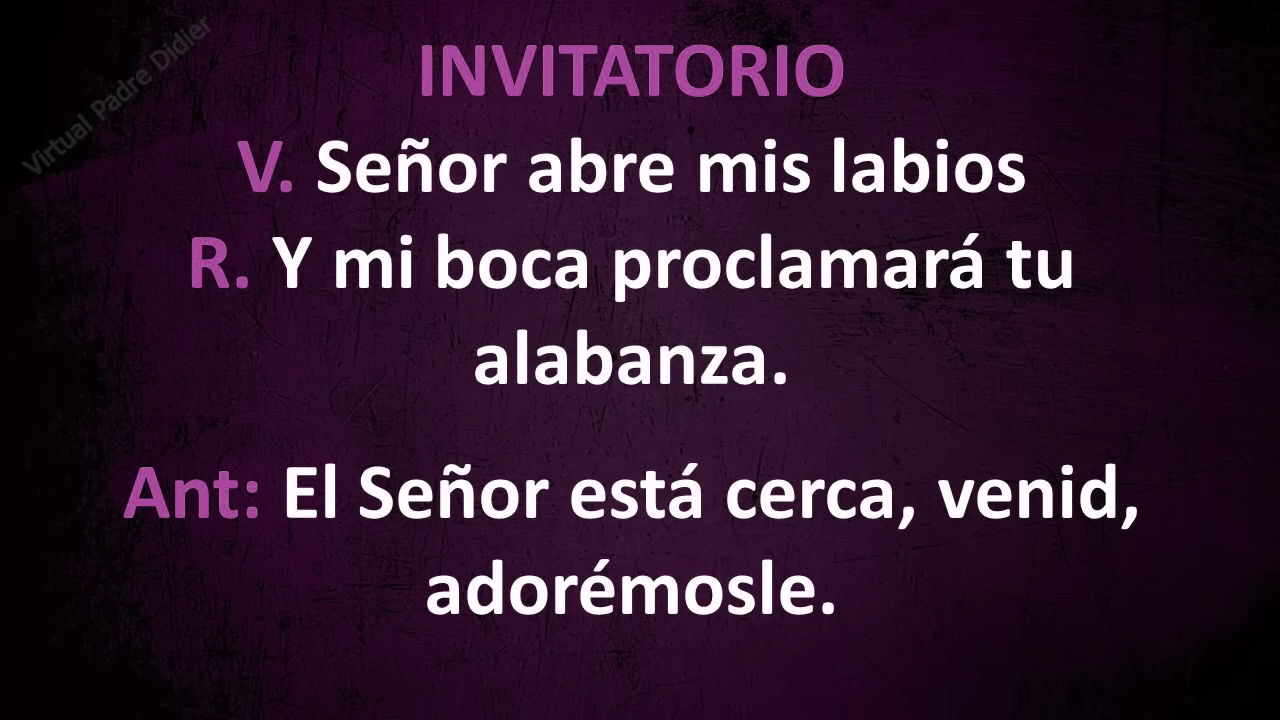 Virtual Padre Didier
INVITATORIO
V. Señor abre mis labios
R. Y mi boca proclamará tu
alabanza.
Ant: El Señor está cerca, venid,
adorémosle.